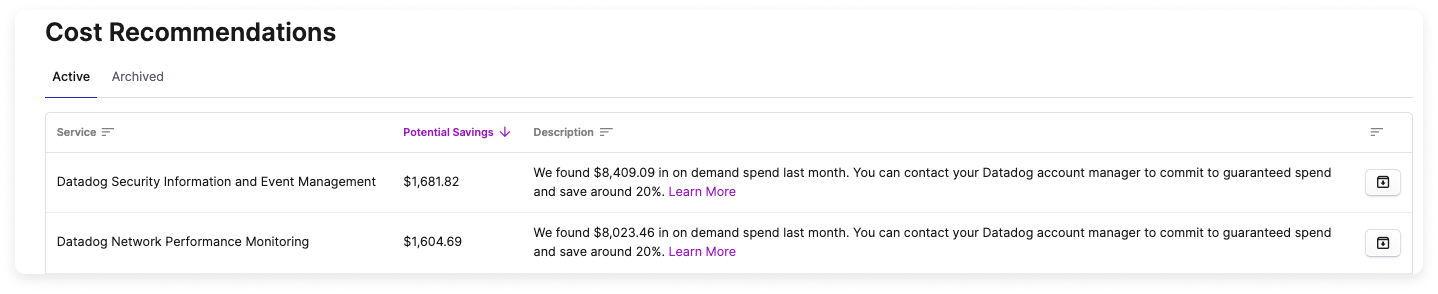 Cost Recommendations
Active Archived
Service Potential Savings Description
Datadog Security Information and Event Management $1,681.82 We found $8,409.09 in on demand spend last month. You can contact your Datadog account manager to commit to guaranteed spend
and save around 20%. Learn More
Datadog Network Performance Monitoring $1,604.69 We found $8,023.46 in on demand spend last month. You can contact your Datadog account manager to commit to guaranteed spend
and save around 20%. Learn More